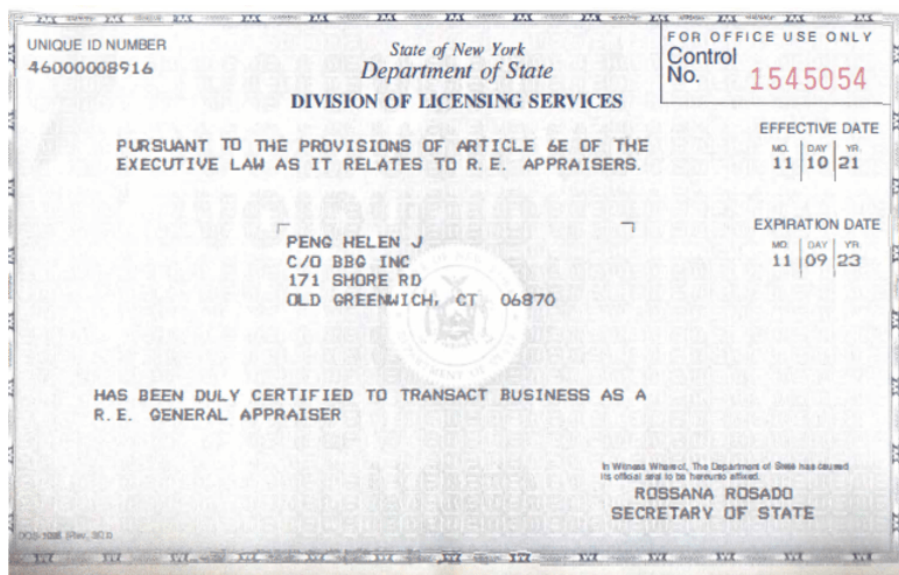 UNIQUE ID NUMBER
46000008916
State of New York
Department of State
DIVISION OF LICENSING SERVICES
FOR OFFICE USE ONLY
Control
No. 1545054
PURSUANT TO THE PROVISIONS OF ARTICLE 6E OF THE
EXECUTIVE LAW AS IT RELATES TO R.E. APPRAISERS.
EFFECTIVE DATE
MO. DAY YR.
11 10 21
PENG HELEN J
C/O BBG INC
171 SHORE RD
OLD GREENWICH, CT 06870
EXPIRATION DATE
MO. DAY YR.
11 09 23
HAS BEEN DULY CERTIFIED TO TRANSACT BUSINESS AS A
R.E. GENERAL APPRAISER
In Witness Whereof, The Department of State has caused
its official seal to be hereunto affixed.
ROSSANA ROSADO
SECRETARY OF STATE